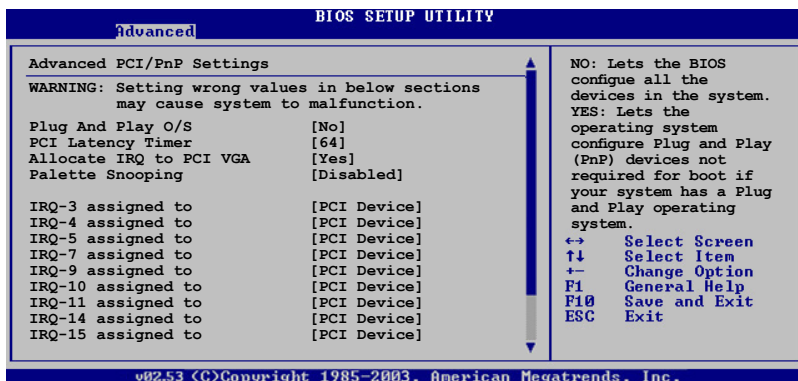 BIOS SETUP UTILITY
Advanced
Advanced PCI/PnP Settings
WARNING: Setting wrong values in below sections
may cause system to malfunction.
Plug And Play O/S [No]
PCI Latency Timer [64]
Allocate IRQ to PCI VGA [Yes]
Palette Snooping [Disabled]
IRQ-3 assigned to [PCI Device]
IRQ-4 assigned to [PCI Device]
IRQ-5 assigned to [PCI Device]
IRQ-7 assigned to [PCI Device]
IRQ-9 assigned to [PCI Device]
IRQ-10 assigned to [PCI Device]
IRQ-11 assigned to [PCI Device]
IRQ-14 assigned to [PCI Device]
IRQ-15 assigned to [PCI Device]
NO: Lets the BIOS
configue all the
devices in the system.
YES: Lets the
operating system
configure Plug and Play
(PnP) devices not
required for boot if
your system has a Plug
and Play operating
system.
↔ Select Screen
↑↓ Select Item
+- Change Option
F1 General Help
F10 Save and Exit
ESC Exit
v02.53 (C)Copyright 1985-2003, American Megatrends, Inc.